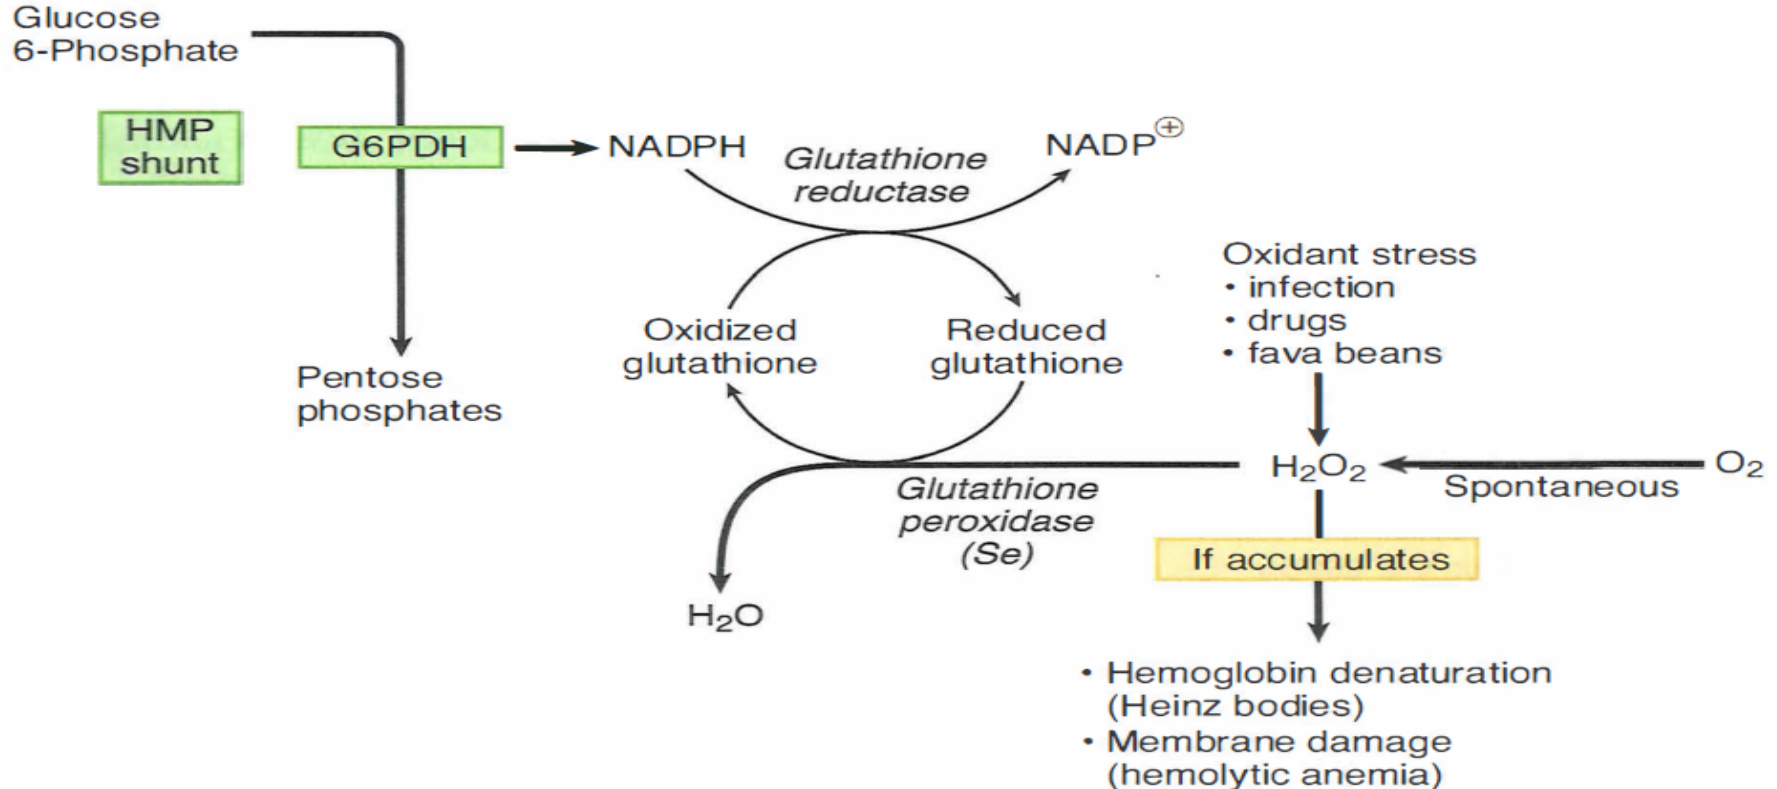 Glucose
6-Phosphate
HMP
shunt
G6PDH
NADPH
Glutathione
reductase
NADP⊕
Oxidant stress
• infection
• drugs
• fava beans
Oxidized
glutathione
Reduced
glutathione
Pentose
phosphates
H₂O₂
Spontaneous
O₂
Glutathione
peroxidase
(Se)
If accumulates
H₂O
• Hemoglobin denaturation
(Heinz bodies)
• Membrane damage
(hemolytic anemia)